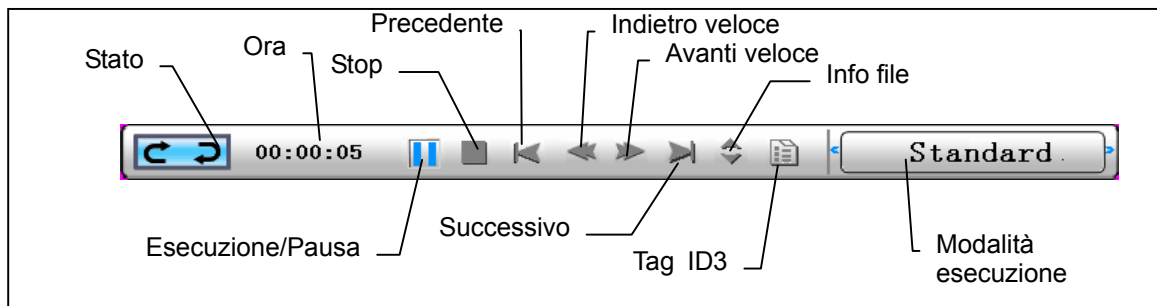 Precedente
Indietro veloce
Ora
Avanti veloce
Stato
Stop
Info file
00:00:05
Standard
Successivo
Esecuzione/Pausa
Tag ID3
Modalità
esecuzione